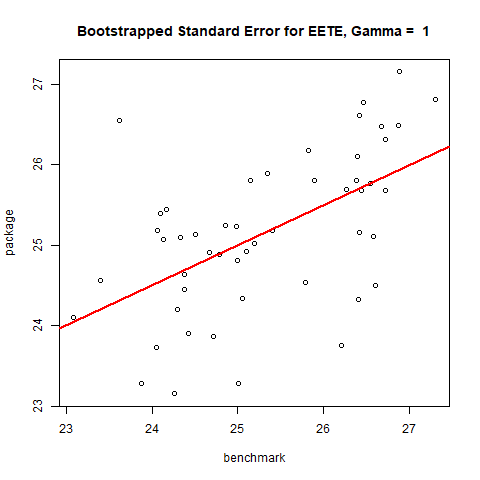 Bootstrapped Standard Error for EETE, Gamma = 1
27
26
25
24
23
package
23 24 25 26 27
benchmark